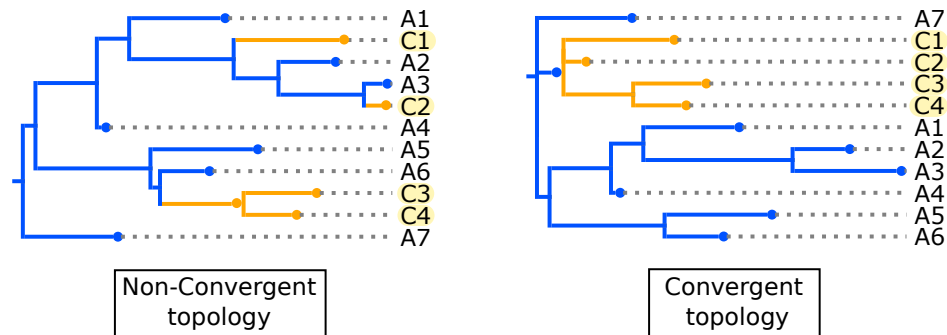 A1
C1
A2
A3
C2
A4
A5
A6
C3
C4
A7
Non-Convergent
topology
A7
C1
C2
C3
C4
A1
A2
A3
A4
A5
A6
Convergent
topology